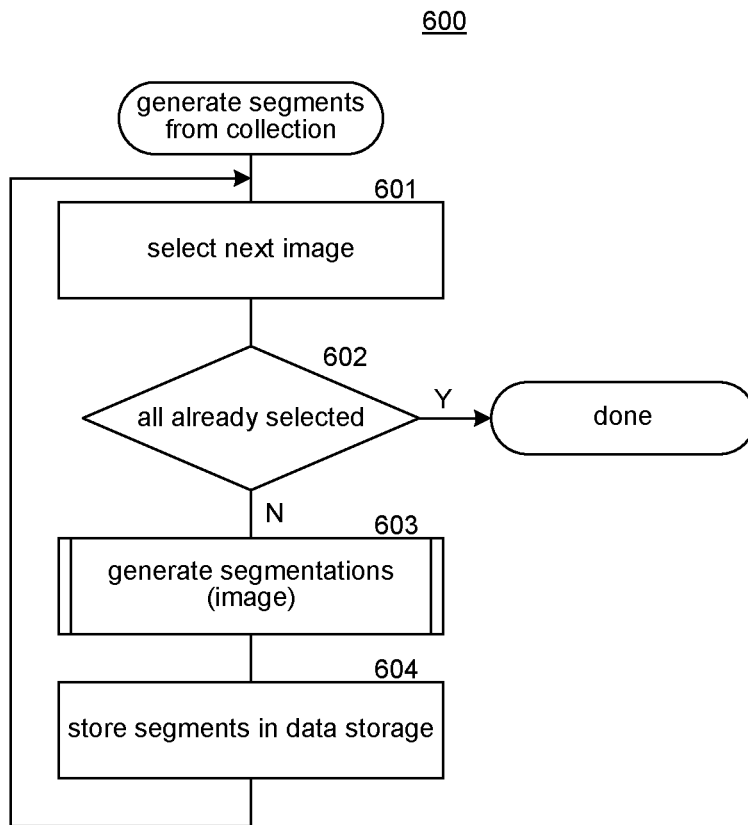 600
generate segments
from collection
601
select next image
602
all already selected
Y
done
N
603
generate segmentations
(image)
604
store segments in data storage